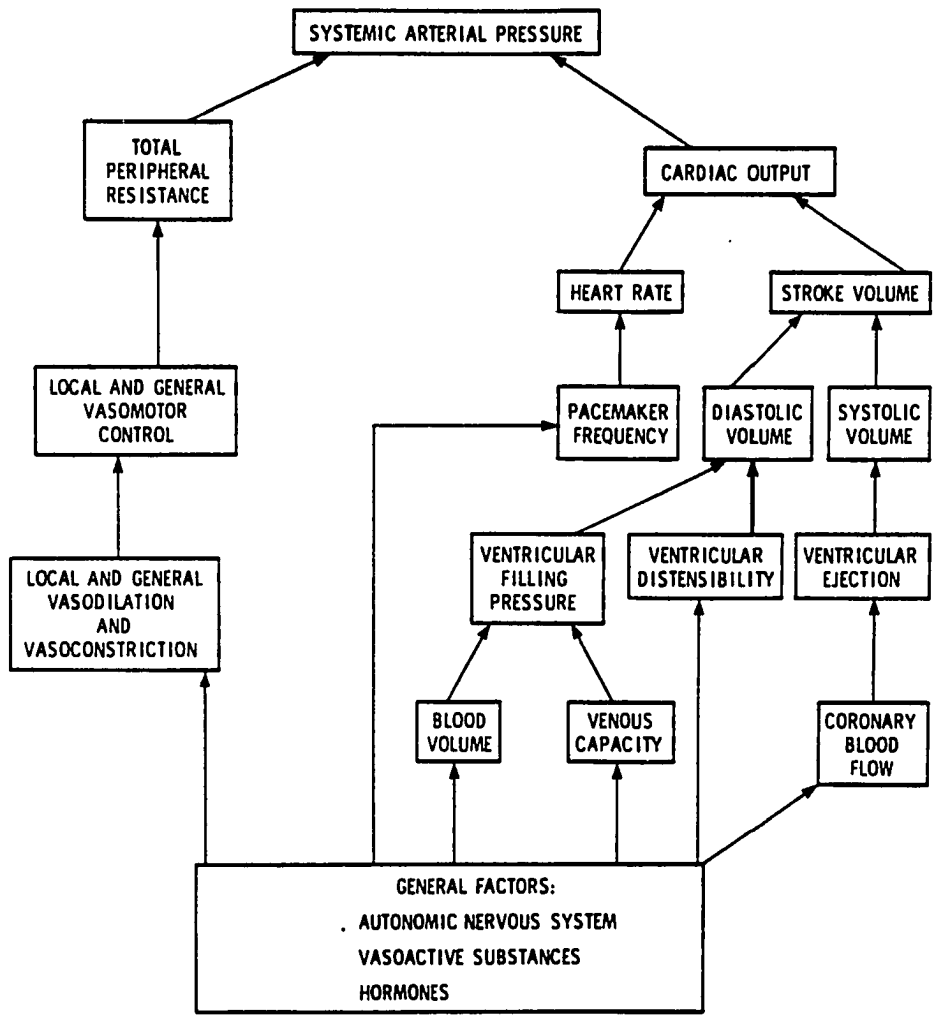 SYSTEMIC ARTERIAL PRESSURE
TOTAL
PERIPHERAL
RESISTANCE
CARDIAC OUTPUT
HEART RATE
STROKE VOLUME
LOCAL AND GENERAL
VASOMOTOR
CONTROL
PACEMAKER
FREQUENCY
DIASTOLIC
VOLUME
SYSTOLIC
VOLUME
LOCAL AND GENERAL
VASODILATION
AND
VASOCONSTRICTION
VENTRICULAR
FILLING
PRESSURE
VENTRICULAR
DISTENSIBILITY
VENTRICULAR
EJECTION
BLOOD
VOLUME
VENOUS
CAPACITY
CORONARY
BLOOD
FLOW
GENERAL FACTORS:
AUTONOMIC NERVOUS SYSTEM
VASOACTIVE SUBSTANCES
HORMONES